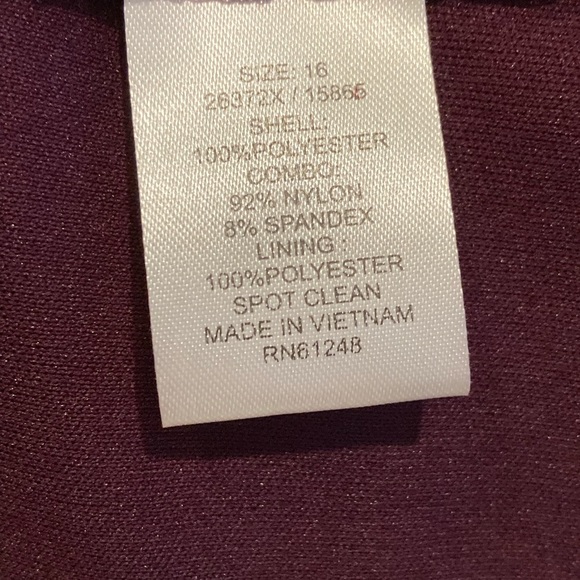 SIZE: 16
26372X / 15865
SHELL:
100%POLYESTER
COMBO:
92% NYLON
8% SPANDEX
LINING :
100%POLYESTER
SPOT CLEAN
MADE IN VIETNAM
RN61248